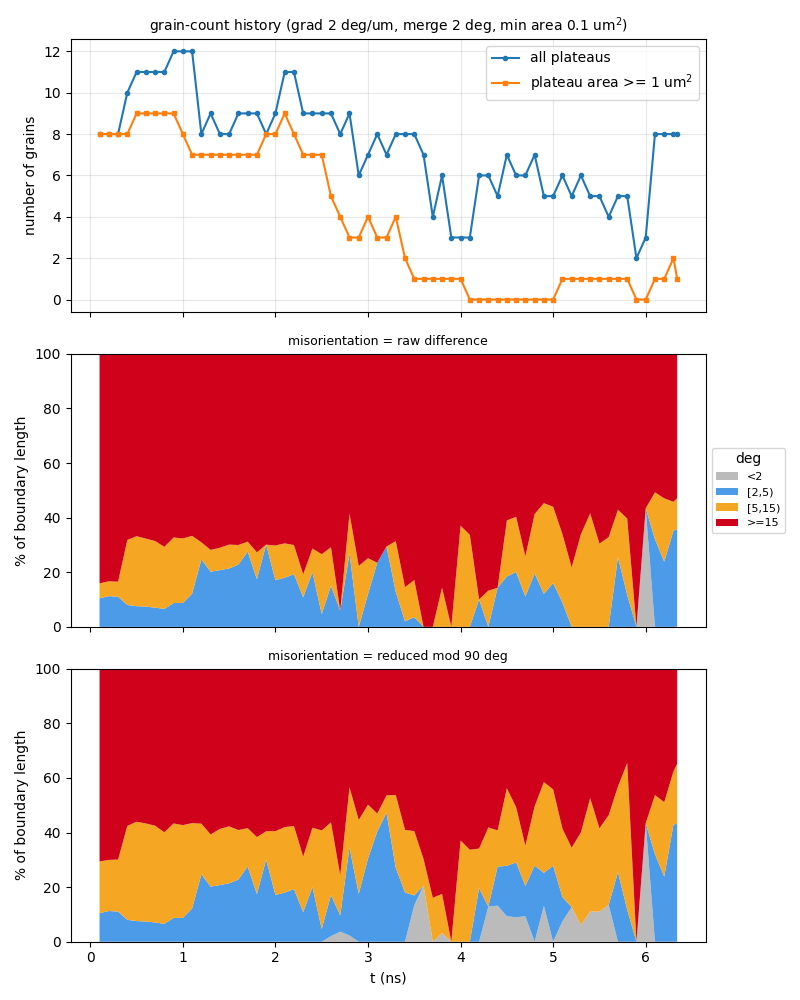 grain-count history (grad 2 deg/um, merge 2 deg, min area 0.1 um²)
number of grains
12
10
8
6
4
2
0
all plateaus
plateau area >= 1 um²
misorientation = raw difference
% of boundary length
100
80
60
40
20
0
deg
<2
[2,5)
[5,15)
>=15
misorientation = reduced mod 90 deg
% of boundary length
100
80
60
40
20
0
0 1 2 3 4 5 6
t (ns)